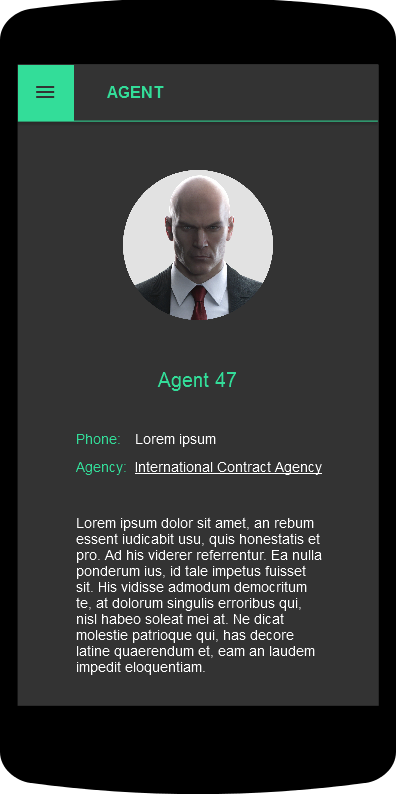 AGENT
Agent 47
Phone: Lorem ipsum
Agency: International Contract Agency
Lorem ipsum dolor sit amet, an rebum
essent iudicabit usu, quis honestatis et
pro. Ad his viderer referrentur. Ea nulla
ponderum ius, id tale impetus fuisset
sit. His vidisse admodum democritum
te, at dolorum singulis erroribus qui,
nisl habeo soleat mei at. Ne dicat
molestie patrioque qui, has decore
latine quaerendum et, eam an laudem
impedit eloquentiam.